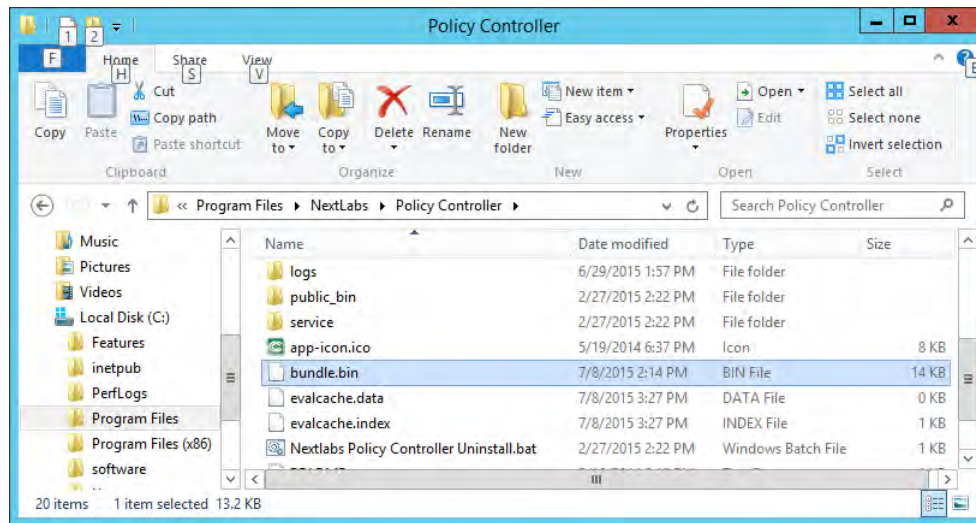 Policy Controller
1 2
F Home Share View
H S V E
Cut
Copy path
Paste shortcut
Copy Paste
Move to Copy to Delete Rename New folder
New item
Easy access
Properties
Open
Edit
Select all
Select none
Invert selection
Clipboard Organize New Open Select
« Program Files NextLabs Policy Controller Search Policy Controller
Music
Pictures
Videos
Local Disk (C:)
Features
inetpub
PerfLogs
Program Files
Program Files (x86)
software
Name Date modified Type Size
logs 6/29/2015 1:57 PM File folder
public_bin 2/27/2015 2:22 PM File folder
service 2/27/2015 2:22 PM File folder
app-icon.ico 5/19/2014 6:37 PM Icon 8 KB
bundle.bin 7/8/2015 2:14 PM BIN File 14 KB
evalcache.data 7/8/2015 3:27 PM DATA File 0 KB
evalcache.index 7/8/2015 3:27 PM INDEX File 1 KB
Nextlabs Policy Controller Uninstall.bat 2/27/2015 2:22 PM Windows Batch File 1 KB
20 items 1 item selected 13.2 KB